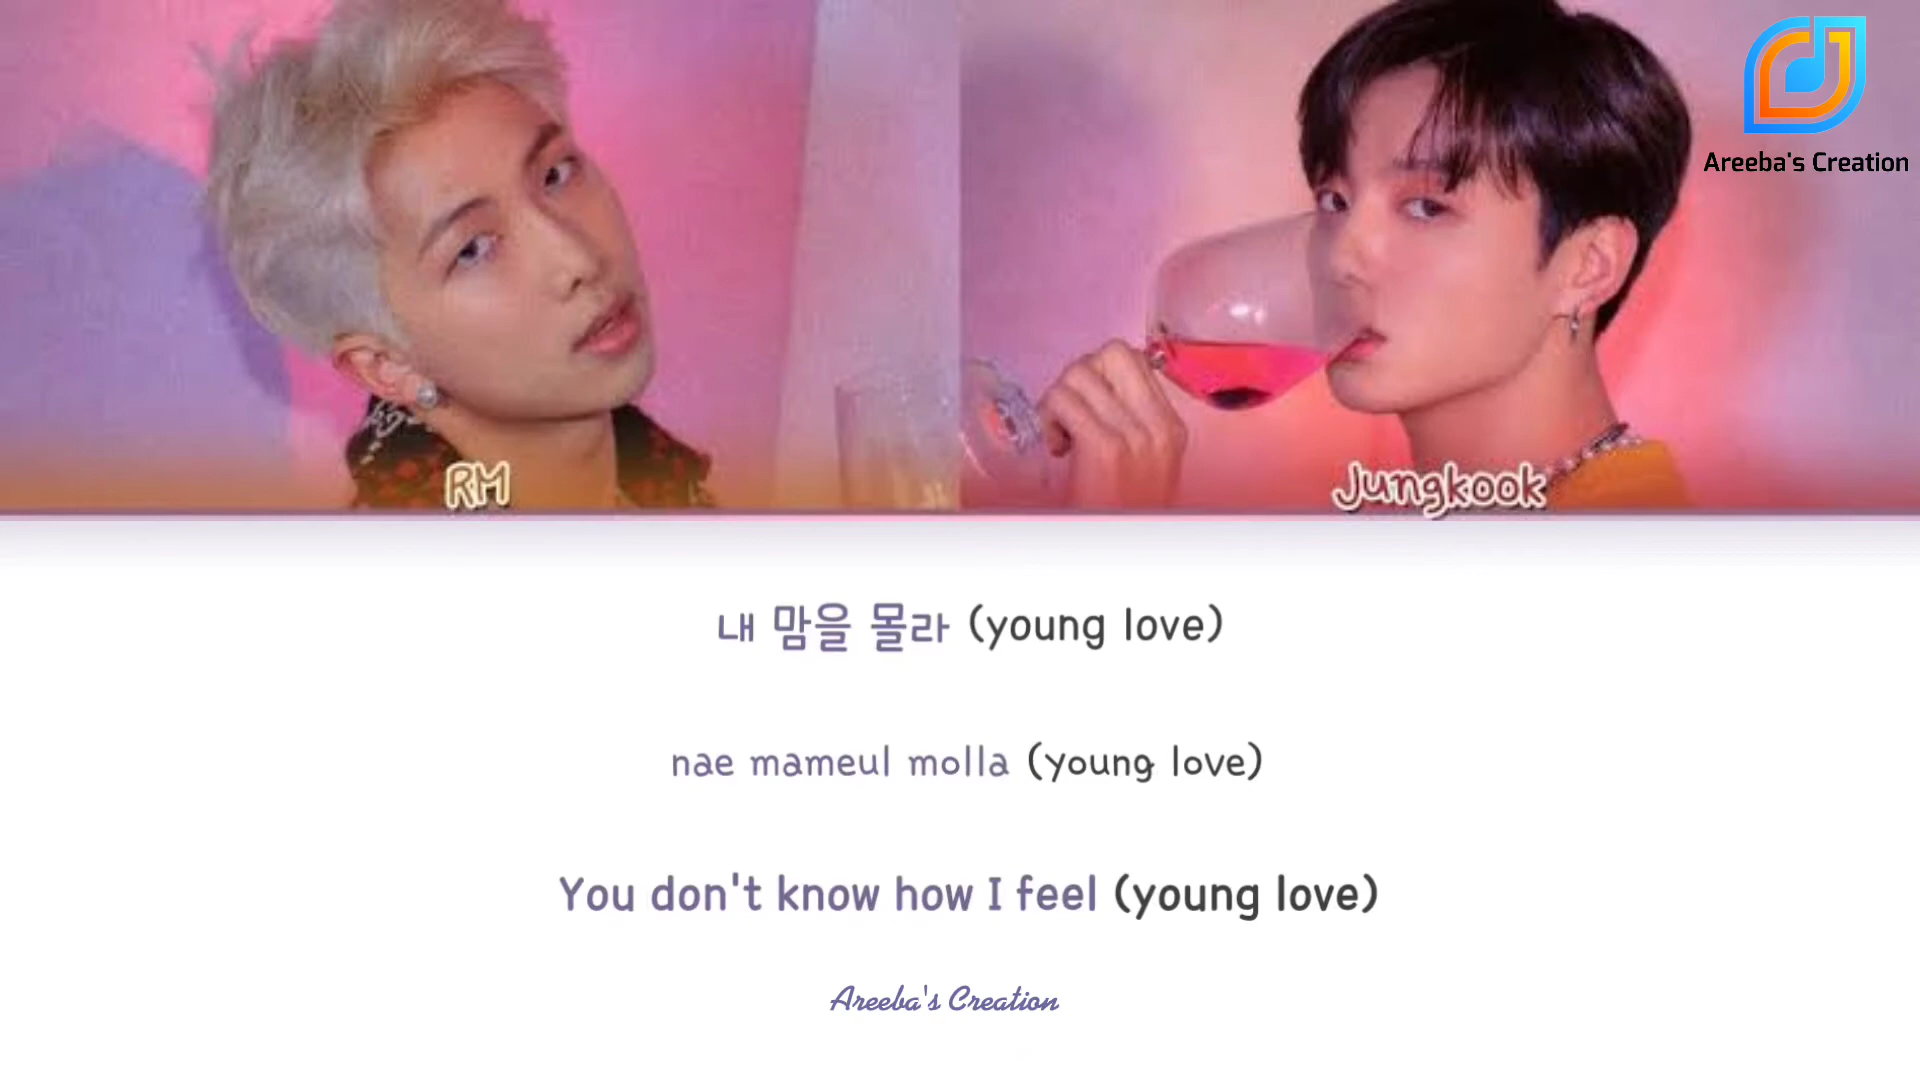 Areeba's Creation
RM
Jungkook
내 맘을 몰라 (young love)
nae mameul molla (young love)
You don't know how I feel (young love)
Areeba's Creation